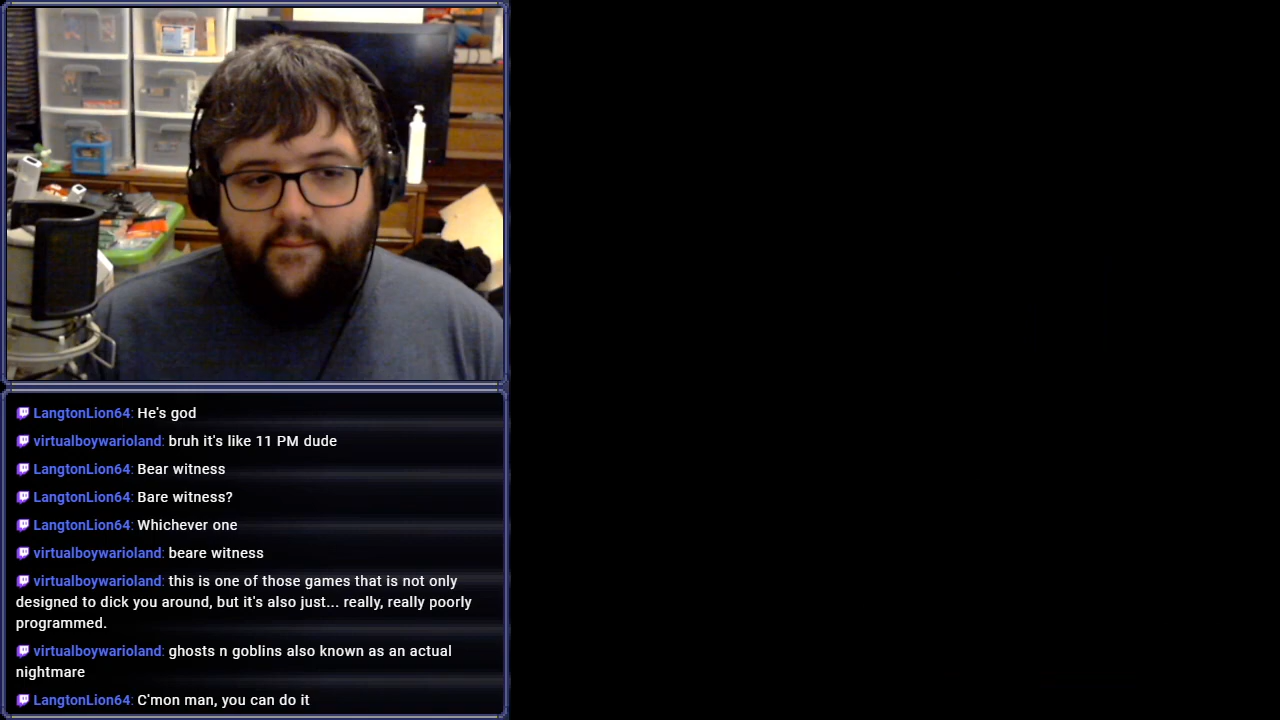 LangtonLion64: He's god
virtualboywarioland: bruh it's like 11 PM dude
LangtonLion64: Bear witness
LangtonLion64: Bare witness?
LangtonLion64: Whichever one
virtualboywarioland: beare witness
virtualboywarioland: this is one of those games that is not only
designed to dick you around, but it's also just... really, really poorly
programmed.
virtualboywarioland: ghosts n goblins also known as an actual
nightmare
LangtonLion64: C'mon man, you can do it